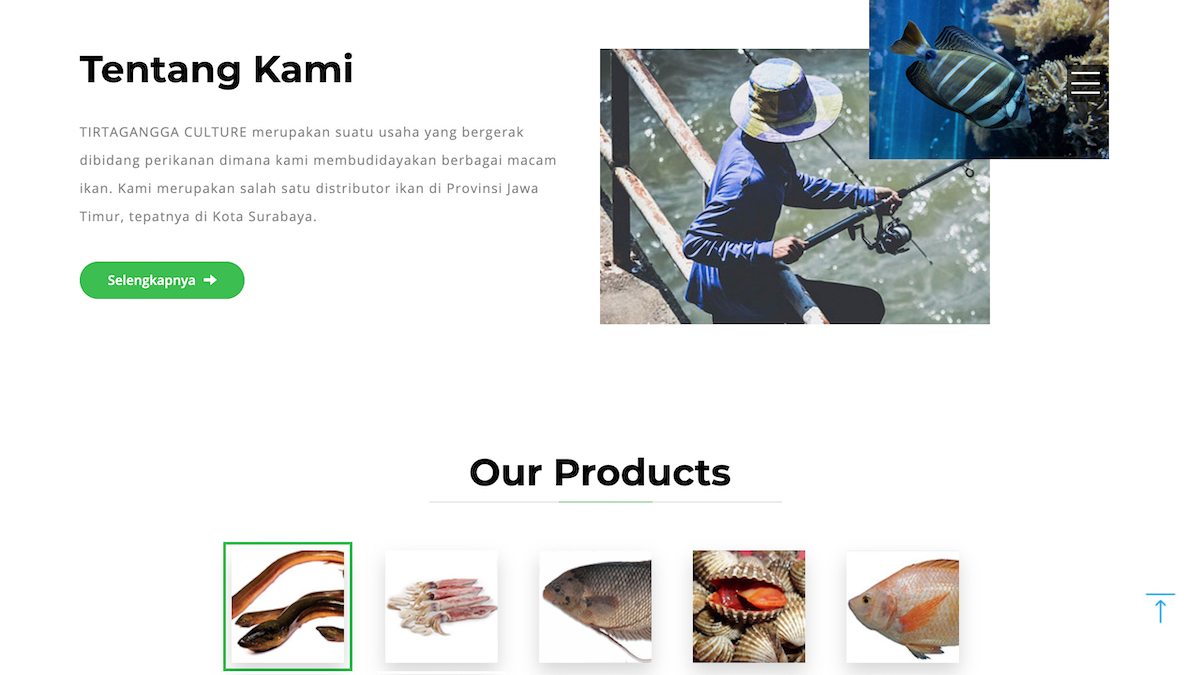 Tentang Kami
TIRTAGANGGA CULTURE merupakan suatu usaha yang bergerak
dibidang perikanan dimana kami membudidayakan berbagai macam
ikan. Kami merupakan salah satu distributor ikan di Provinsi Jawa
Timur, tepatnya di Kota Surabaya.
Selengkapnya
Our Products